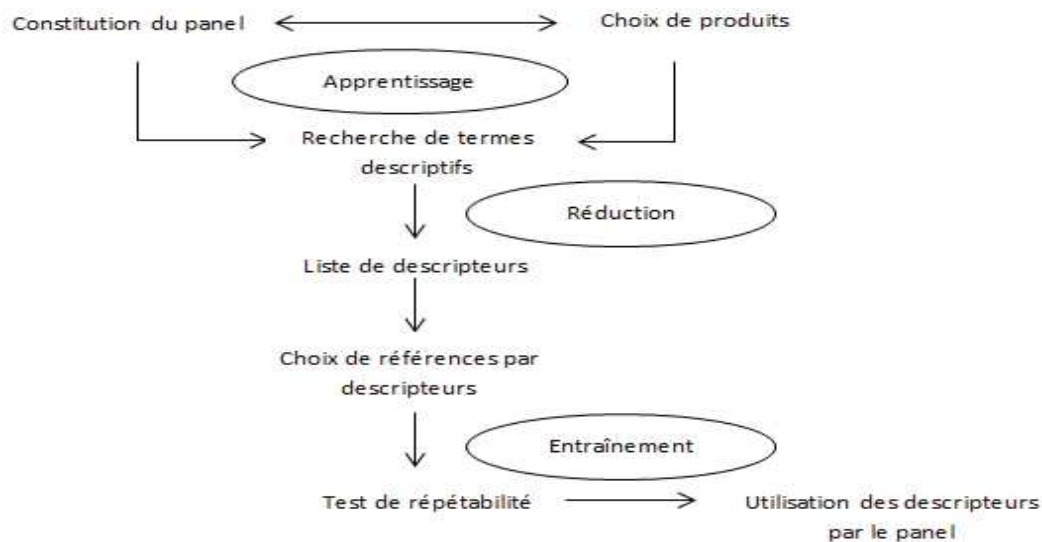 Constitution du panel
Choix de produits
Apprentissage
Recherche de termes
descriptifs
Réduction
Liste de descripteurs
Choix de références par
descripteurs
Entraînement
Test de répétabilité
Utilisation des descripteurs
par le panel